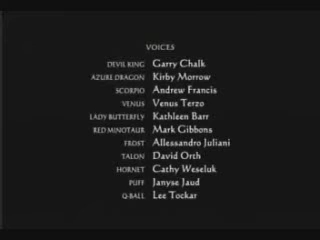 VOICES
DEVIL KING Garry Chalk
AZURE DRAGON Kirby Morrow
SCORPIO Andrew Francis
VENUS Venus Terzo
LADY BUTTERFLY Kathleen Barr
RED MINOTAUR Mark Gibbons
FROST Allessandro Juliani
TALON David Orth
HORNET Cathy Weseluk
PUFF Janyse Jaud
Q-BALL Lee Tockar